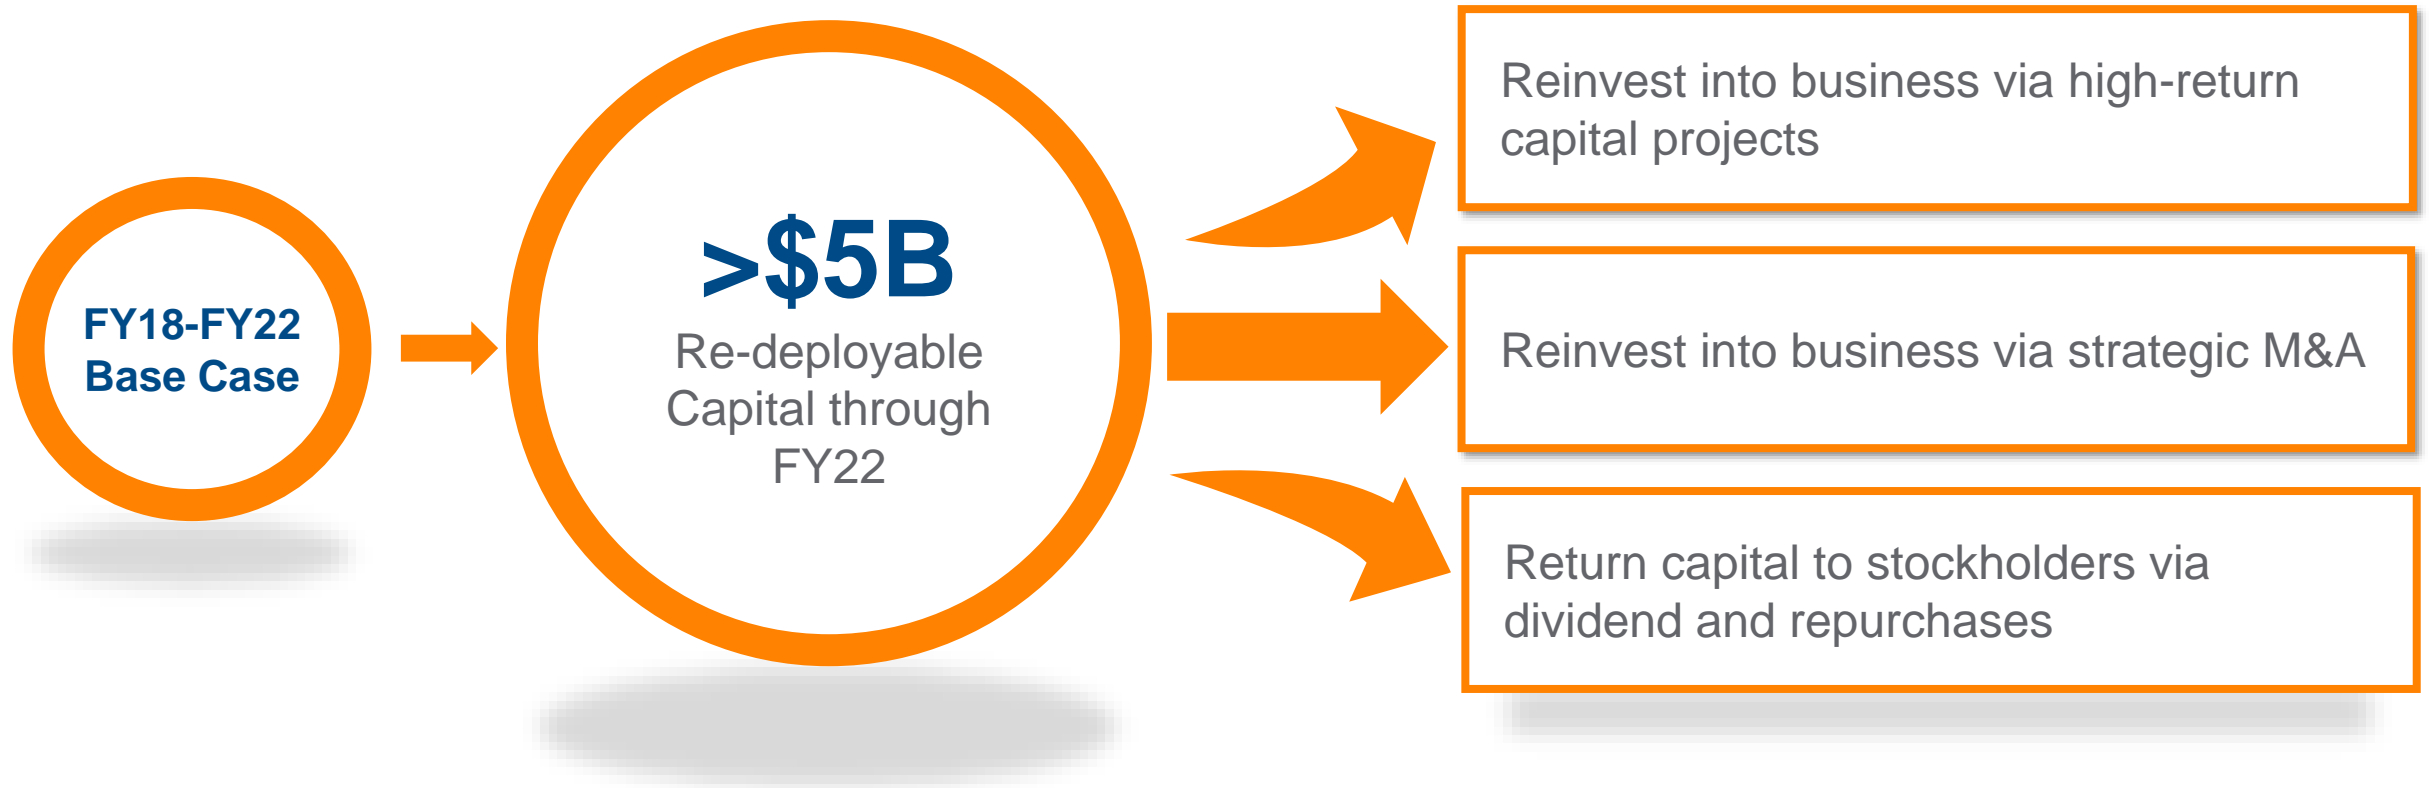 FY18-FY22
Base Case
>$5B
Re-deployable
Capital through
FY22
Reinvest into business via high-return
capital projects
Reinvest into business via strategic M&A
Return capital to stockholders via
dividend and repurchases